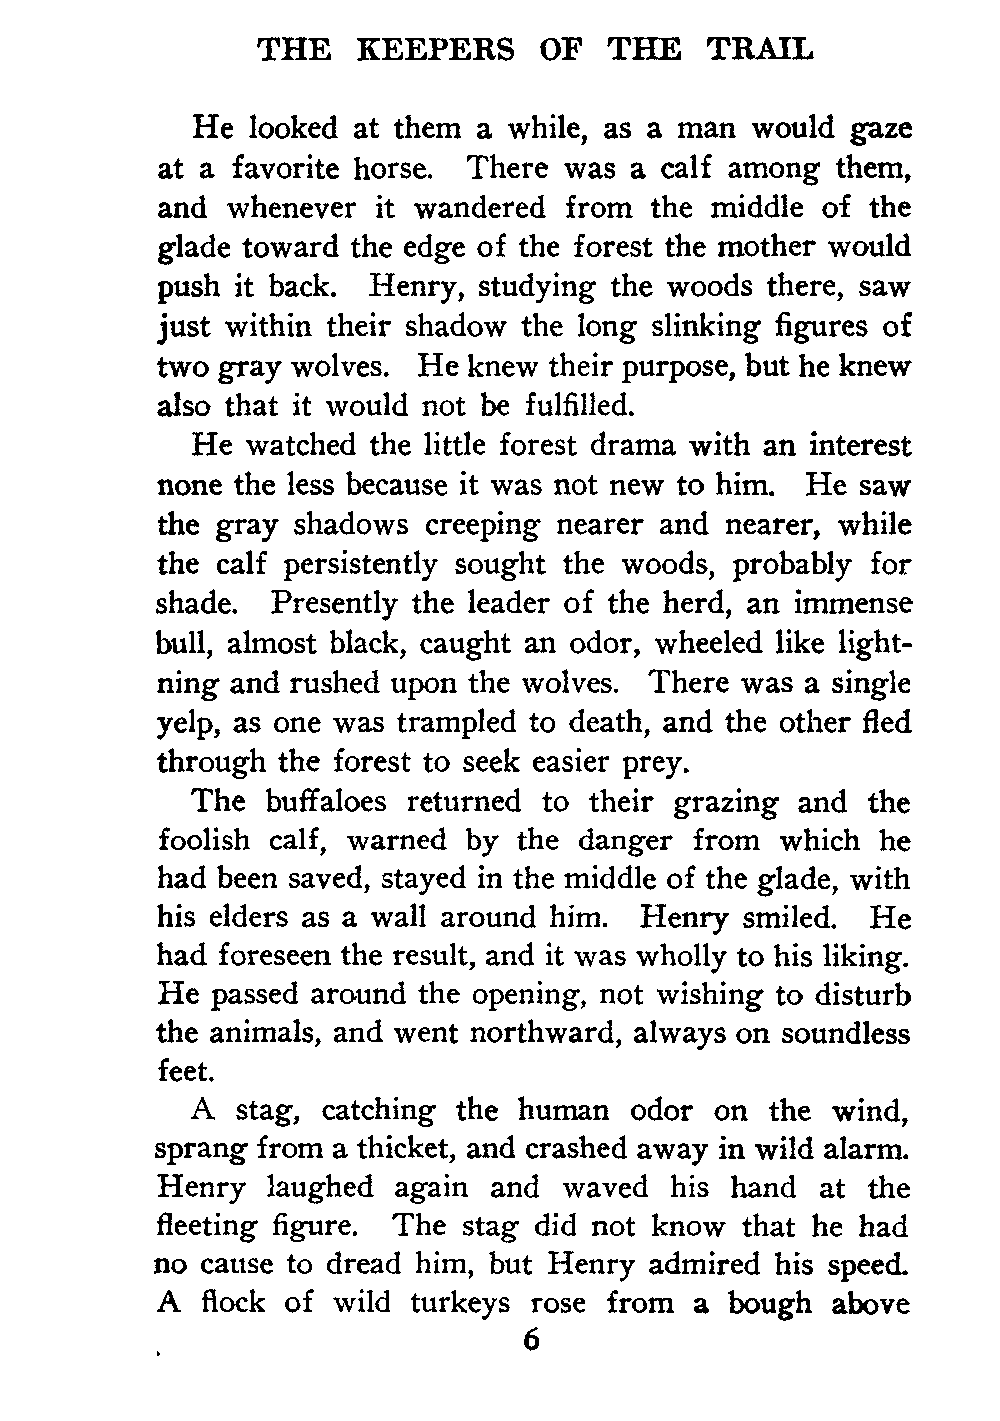 THE KEEPERS OF THE TRAIL
He looked at them a while, as a man would gaze
at a favorite horse. There was a calf among them,
and whenever it wandered from the middle of the
glade toward the edge of the forest the mother would
push it back. Henry, studying the woods there, saw
just within their shadow the long slinking figures of
two gray wolves. He knew their purpose, but he knew
also that it would not be fulfilled.
He watched the little forest drama with an interest
none the less because it was not new to him. He saw
the gray shadows creeping nearer and nearer, while
the calf persistently sought the woods, probably for
shade. Presently the leader of the herd, an immense
bull, almost black, caught an odor, wheeled like light-
ning and rushed upon the wolves. There was a single
yelp, as one was trampled to death, and the other fled
through the forest to seek easier prey.
The buffaloes returned to their grazing and the
foolish calf, warned by the danger from which he
had been saved, stayed in the middle of the glade, with
his elders as a wall around him. Henry smiled. He
had foreseen the result, and it was wholly to his liking.
He passed around the opening, not wishing to disturb
the animals, and went northward, always on soundless
feet.
A stag, catching the human odor on the wind,
sprang from a thicket, and crashed away in wild alarm.
Henry laughed again and waved his hand at the
fleeting figure. The stag did not know that he had
no cause to dread him, but Henry admired his speed.
A flock of wild turkeys rose from a bough above
6